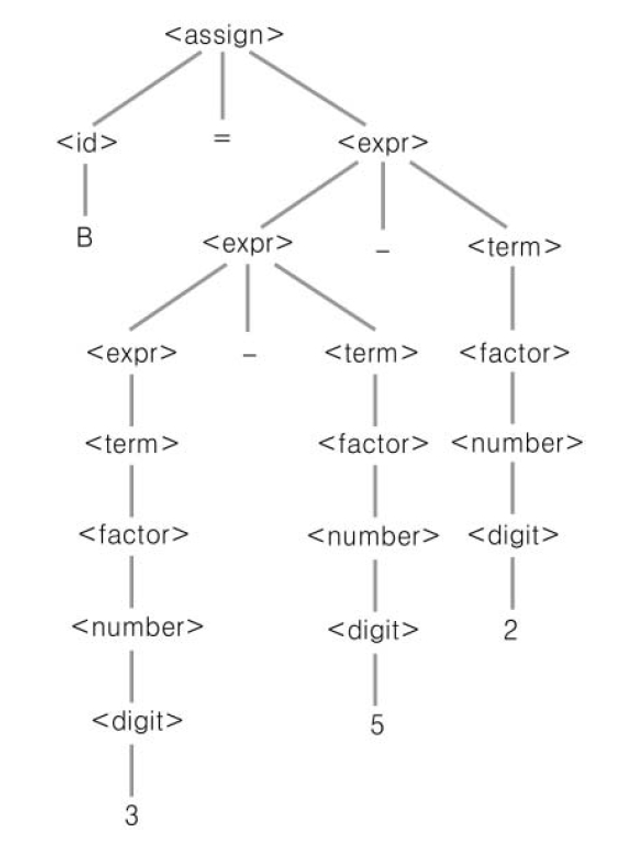 <assign>
<id> = <expr>
B <expr> - <term>
<expr> - <term> <factor>
<term> <factor> <number>
<factor> <number> <digit>
<number> <digit> 2
<digit> 5
3